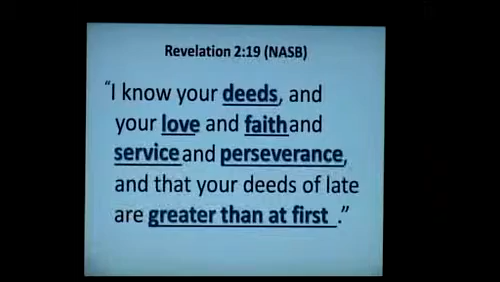 Revelation 2:19 (NASB)
“I know your deeds, and
your love and faith and
service and perseverance,
and that your deeds of late
are greater than at first .”